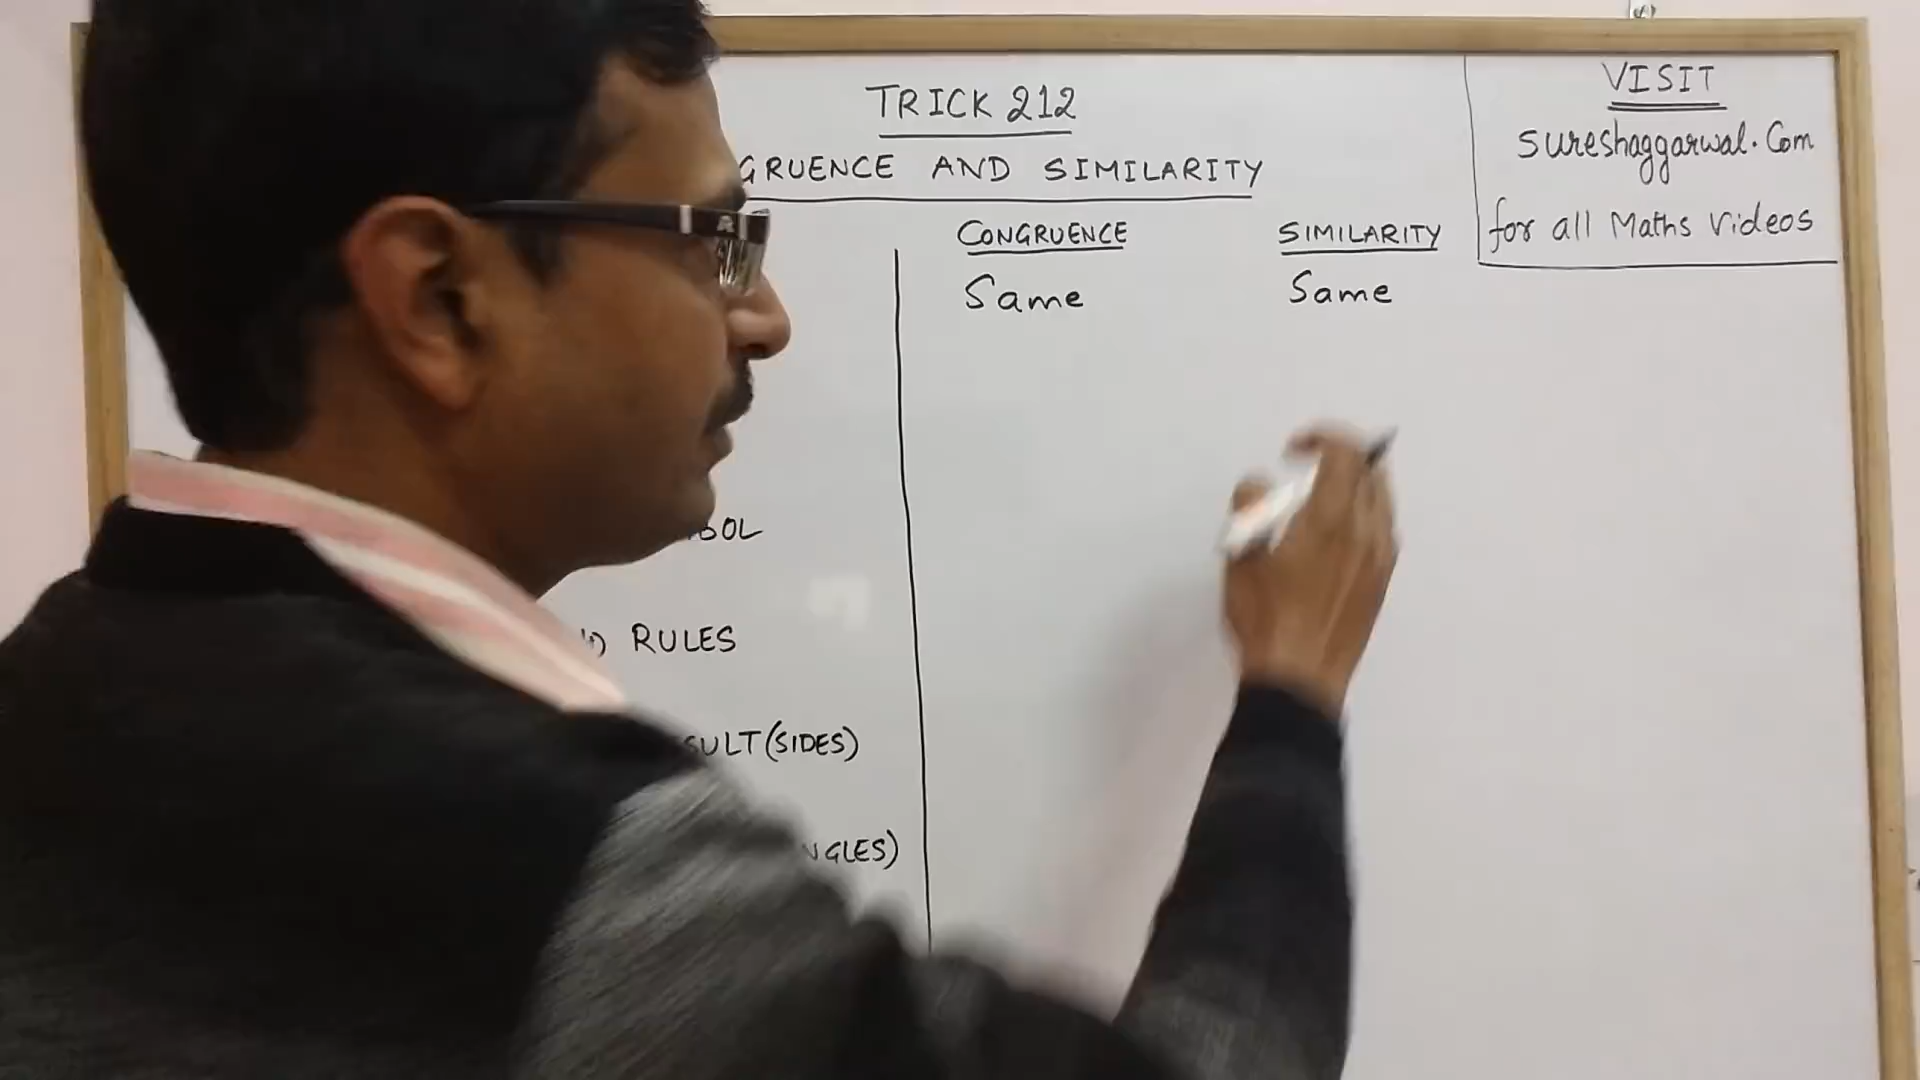 TRICK 212
GRUENCE AND SIMILARITY
VISIT
sureshaggarwal.Com
for all Maths Videos
CONGRUENCE SIMILARITY
Same Same
BOL
RULES
SULT (SIDES)
NGLES)